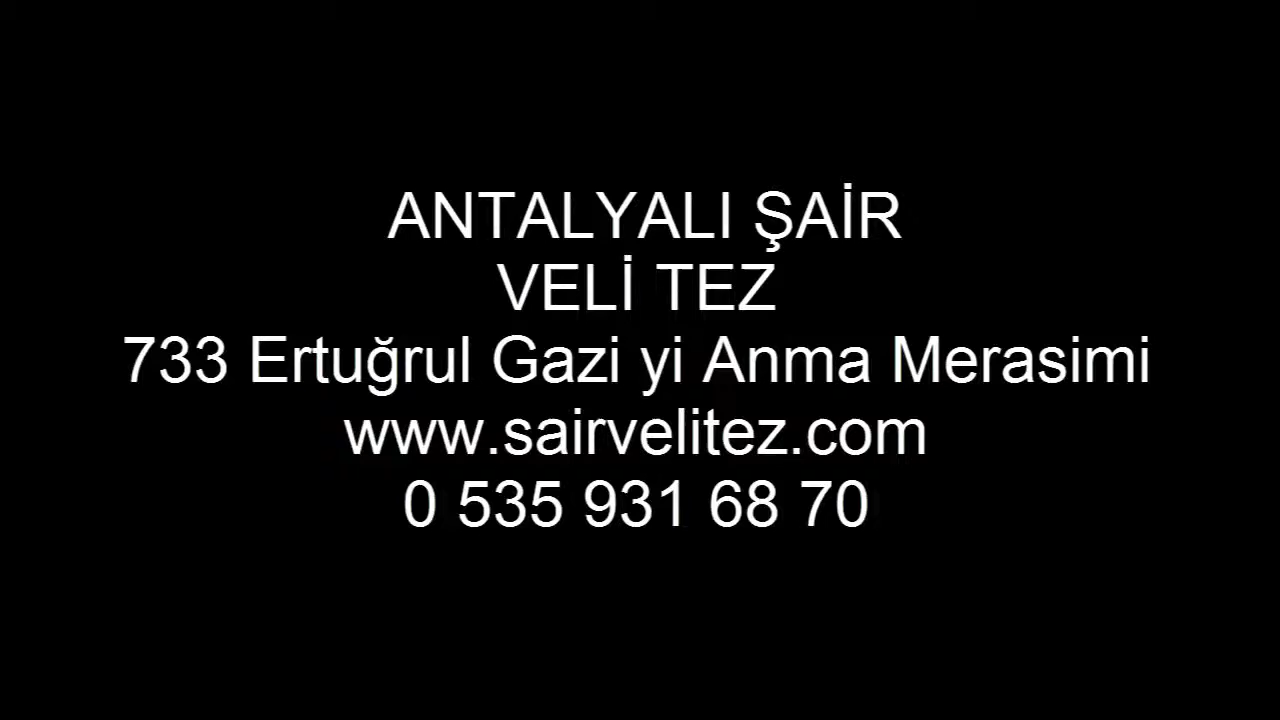 ANTALYALI ŞAİR
VELİ TEZ
733 Ertuğrul Gazi yi Anma Merasimi
www.sairvelitez.com
0 535 931 68 70